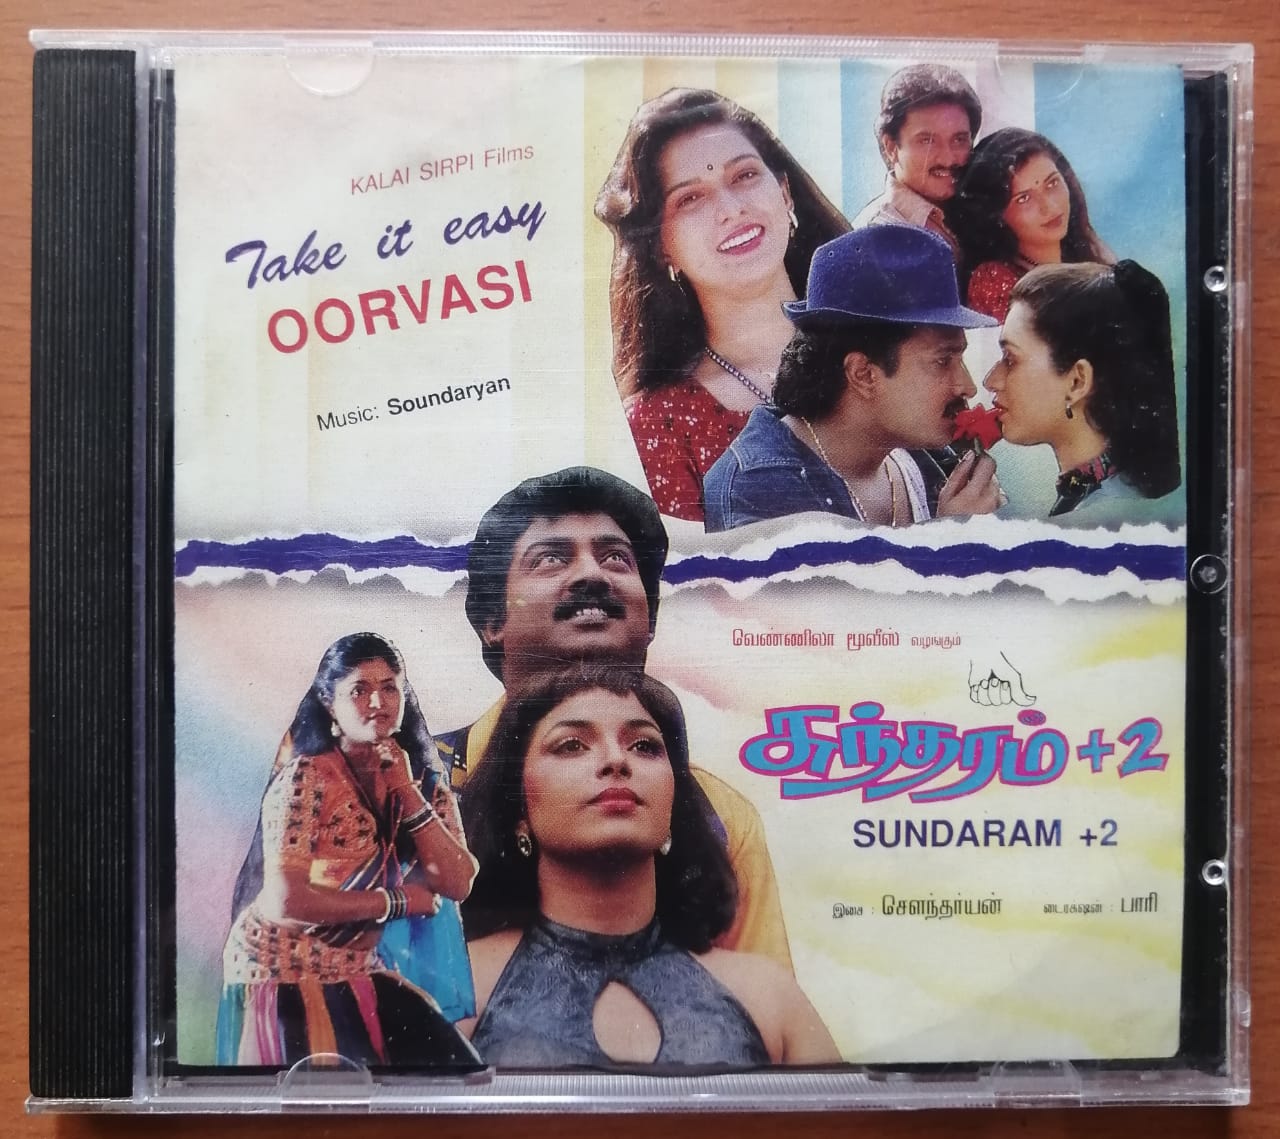 KALAI SIRPI Films
Take it easy
OORVASI
Music: Soundaryan
வேண்ணிலா மூவீஸ் வழங்கும்
சுந்தரம் +2
SUNDARAM +2
இசை : சௌந்தர்யன் டைரக்ஷன் : பாரி